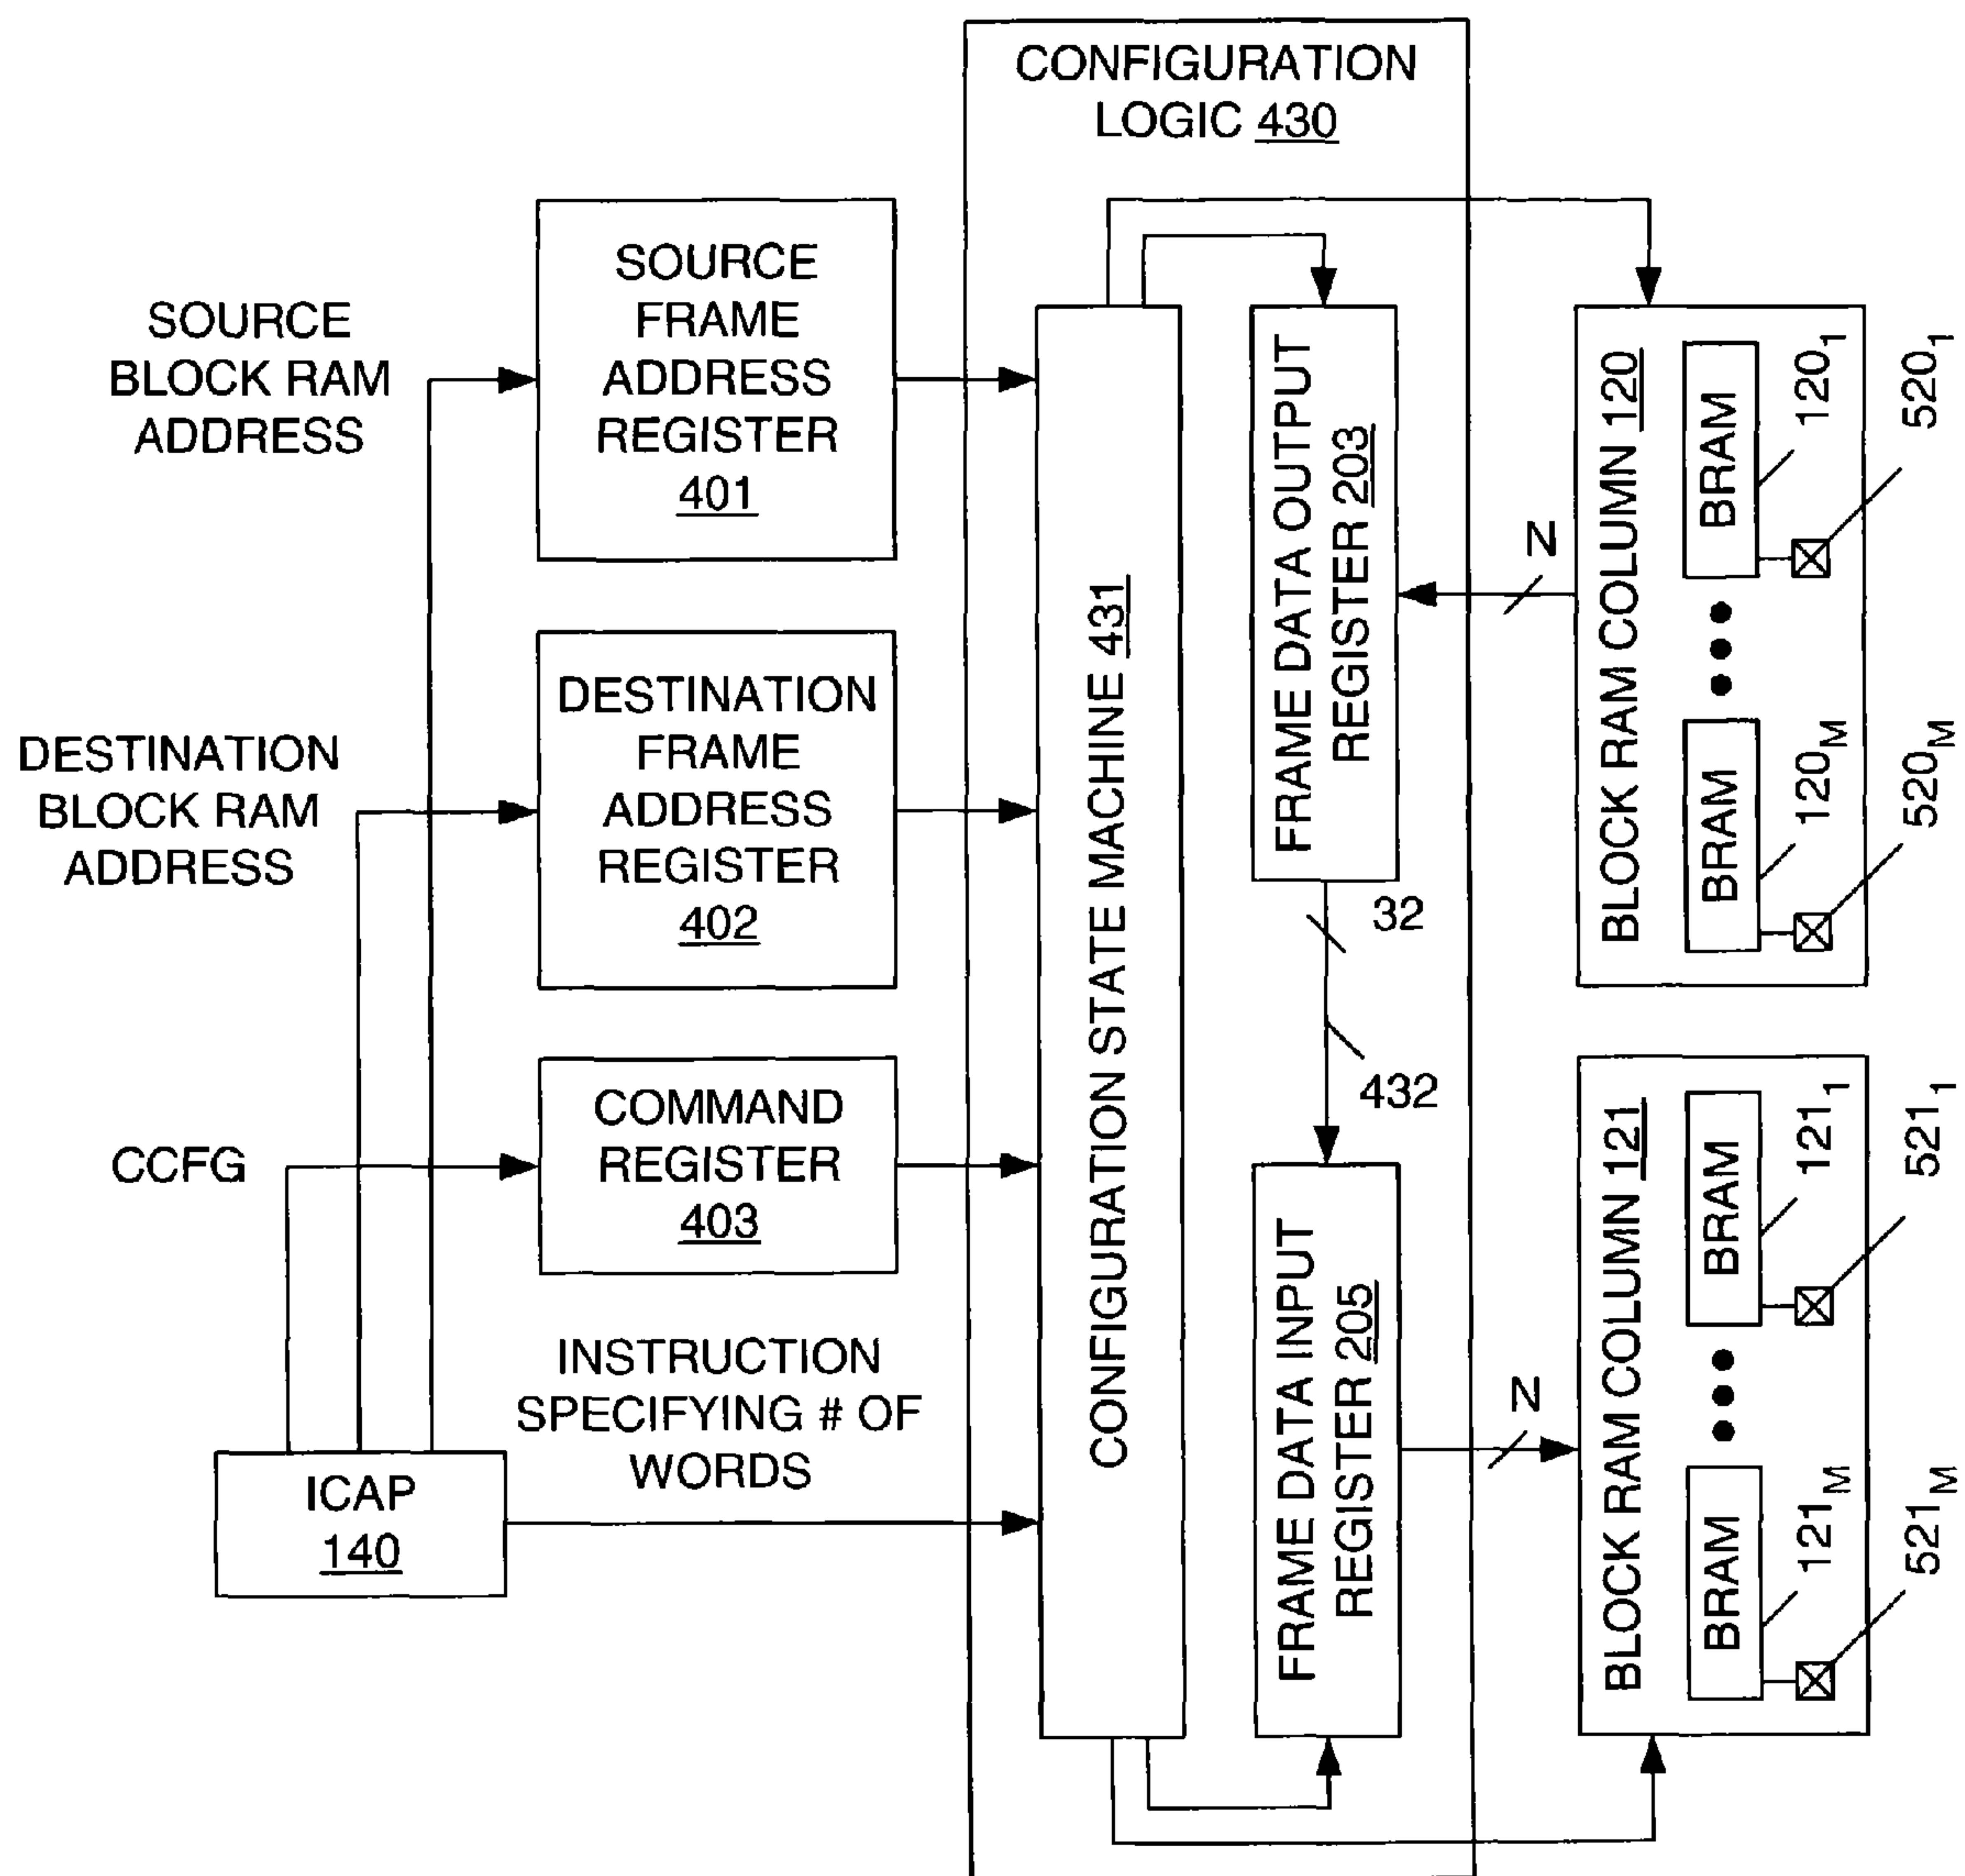 CONFIGURATION
LOGIC 430
SOURCE
BLOCK RAM
ADDRESS
SOURCE
FRAME
ADDRESS
REGISTER
401
DESTINATION
BLOCK RAM
ADDRESS
DESTINATION
FRAME
ADDRESS
REGISTER
402
CCFG
COMMAND
REGISTER
403
INSTRUCTION
SPECIFYING # OF
WORDS
ICAP
140
CONFIGURATION STATE MACHINE 431
FRAME DATA OUTPUT
REGISTER 203
32
432
FRAME DATA INPUT
REGISTER 205
N
N
BLOCK RAM COLUMN 120
BRAM
120₁
520₁
BRAM
120M
520M
BLOCK RAM COLUMN 121
BRAM
121₁
521₁
BRAM
121M
521M